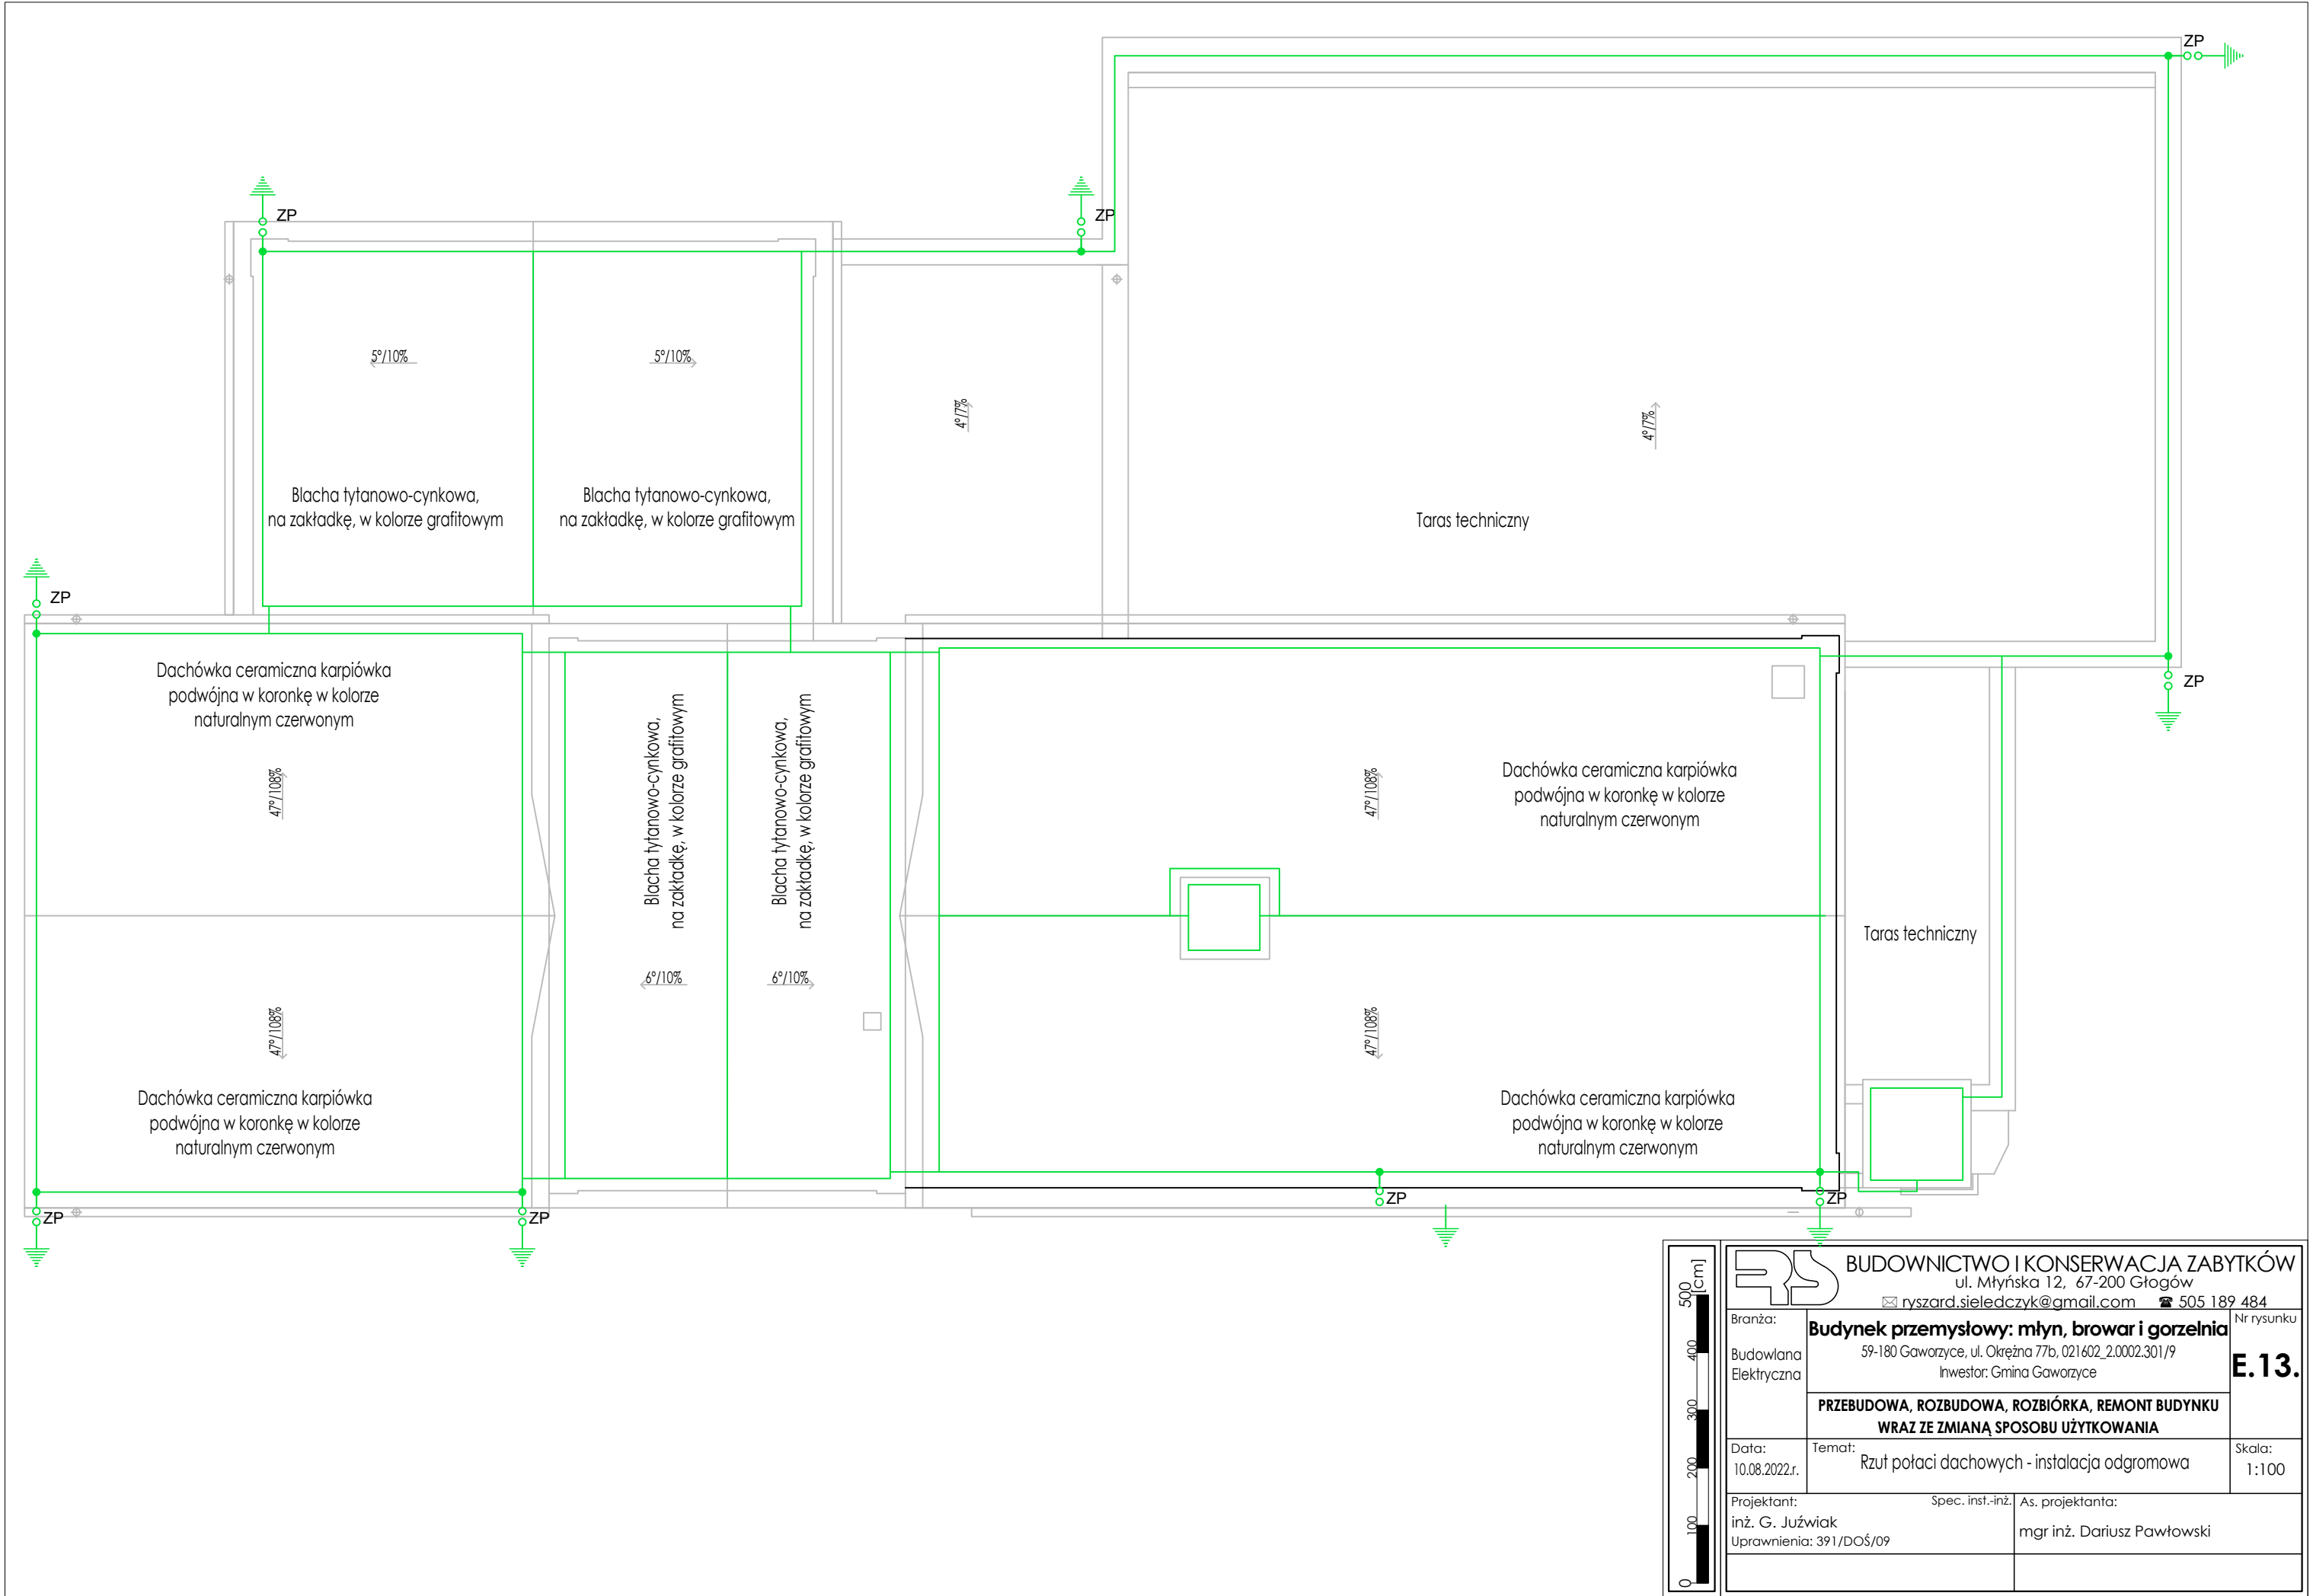 ZP
ZP
ZP
5°/10%
5°/10%
4°/7%
4°/7%
Blacha tytanowo-cynkowa,
na zakładkę, w kolorze grafitowym
Blacha tytanowo-cynkowa,
na zakładkę, w kolorze grafitowym
Taras techniczny
ZP
ZP
Dachówka ceramiczna karpiówka
podwójna w koronkę w kolorze
naturalnym czerwonym
47°/108%
Blacha tytanowo-cynkowa,
na zakładkę, w kolorze grafitowym
Blacha tytanowo-cynkowa,
na zakładkę, w kolorze grafitowym
47°/108%
Dachówka ceramiczna karpiówka
podwójna w koronkę w kolorze
naturalnym czerwonym
Taras techniczny
6°/10%
6°/10%
47°/108%
47°/108%
Dachówka ceramiczna karpiówka
podwójna w koronkę w kolorze
naturalnym czerwonym
Dachówka ceramiczna karpiówka
podwójna w koronkę w kolorze
naturalnym czerwonym
ZP
ZP
ZP
ZP
0 100 200 300 400 500
[cm]
RS
BUDOWNICTWO I KONSERWACJA ZABYTKÓW
ul. Młyńska 12, 67-200 Głogów
ryszard.sieledczyk@gmail.com 505 189 484
Branża:
Budowlana
Elektryczna
Budynek przemysłowy: młyn, browar i gorzelnia
59-180 Gaworzyce, ul. Okrężna 77b, 021602_2.0002.301/9
Inwestor: Gmina Gaworzyce
Nr rysunku
E.13.
PRZEBUDOWA, ROZBUDOWA, ROZBIÓRKA, REMONT BUDYNKU
WRAZ ZE ZMIANĄ SPOSOBU UŻYTKOWANIA
Data:
10.08.2022.r.
Temat:
Rzut połaci dachowych - instalacja odgromowa
Skala:
1:100
Projektant:
Spec. inst.-inż.
inż. G. Juźwiak
Uprawnienia: 391/DOŚ/09
As. projektanta:
mgr inż. Dariusz Pawłowski